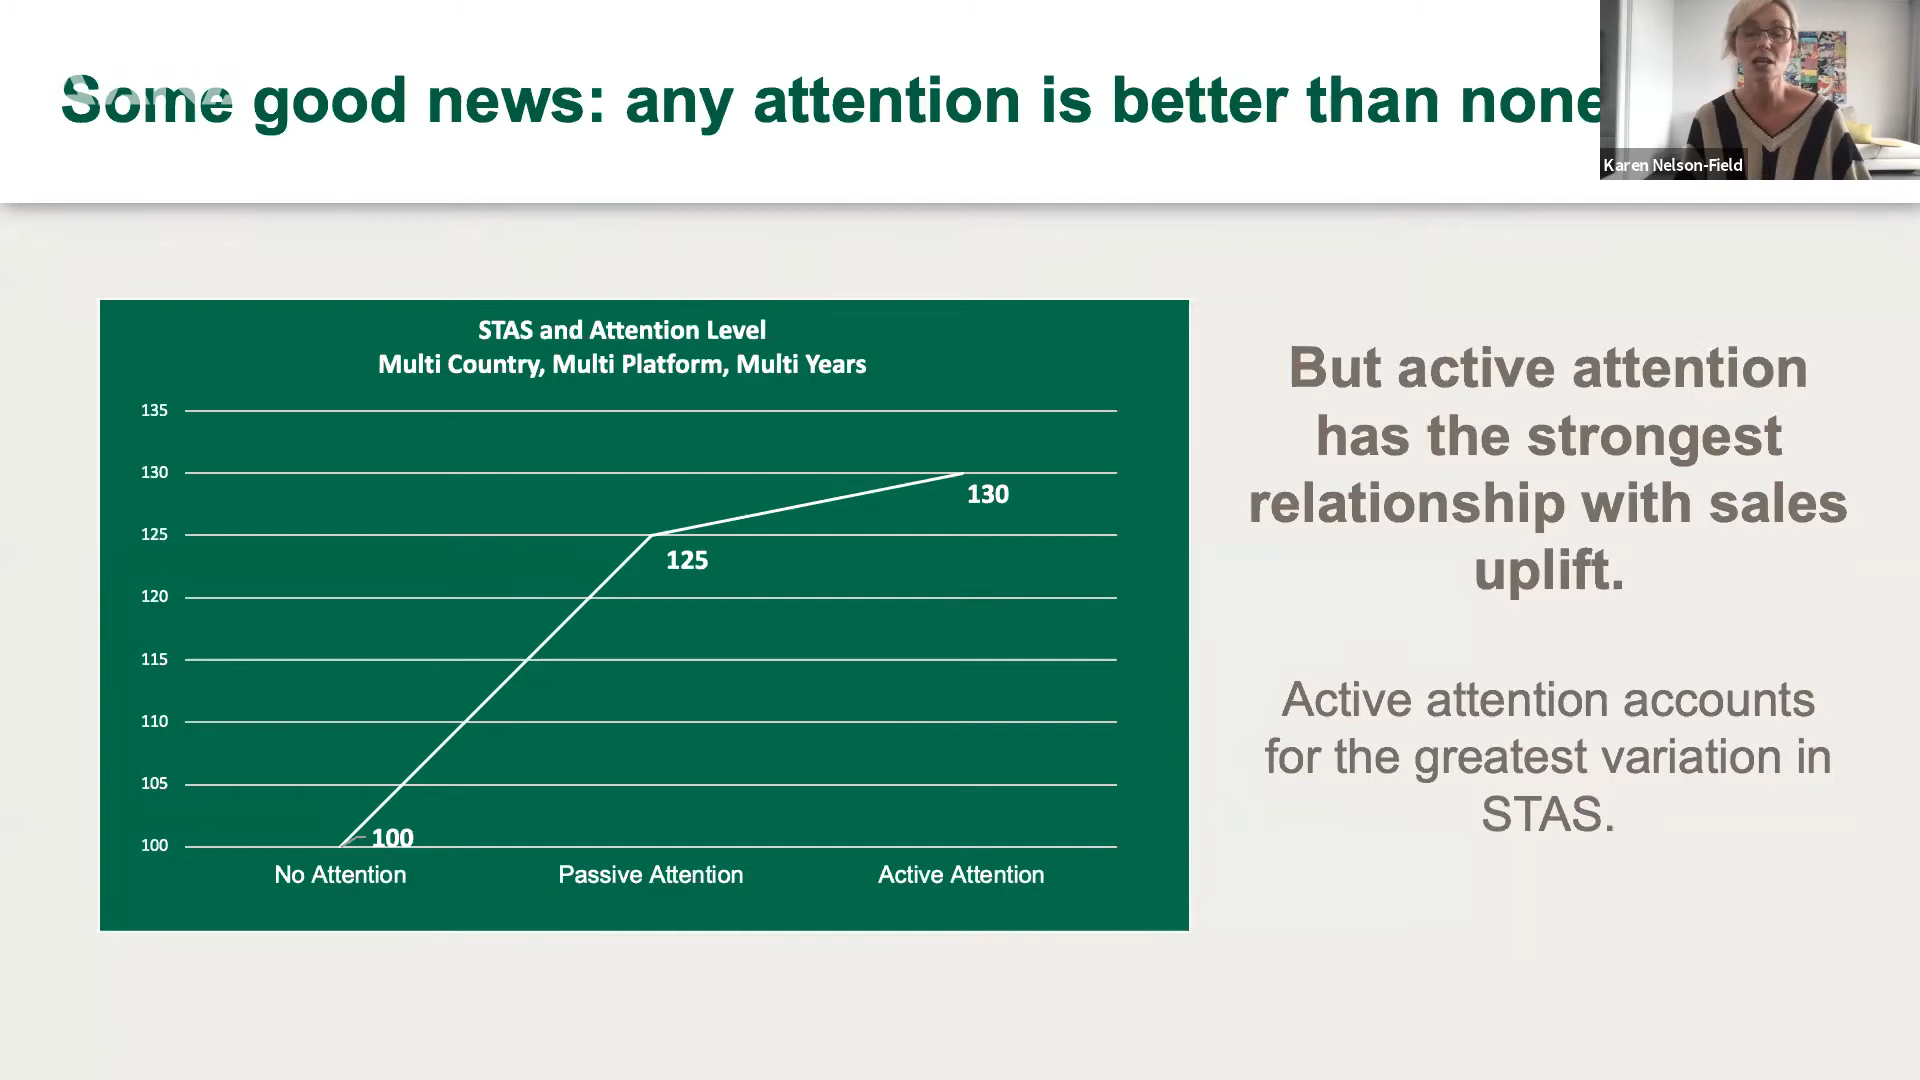 Some good news: any attention is better than none
Karen Nelson-Field
STAS and Attention Level
Multi Country, Multi Platform, Multi Years
135
130
125
120
115
110
105
100
100
125
130
No Attention
Passive Attention
Active Attention
But active attention
has the strongest
relationship with sales
uplift.
Active attention accounts
for the greatest variation in
STAS.